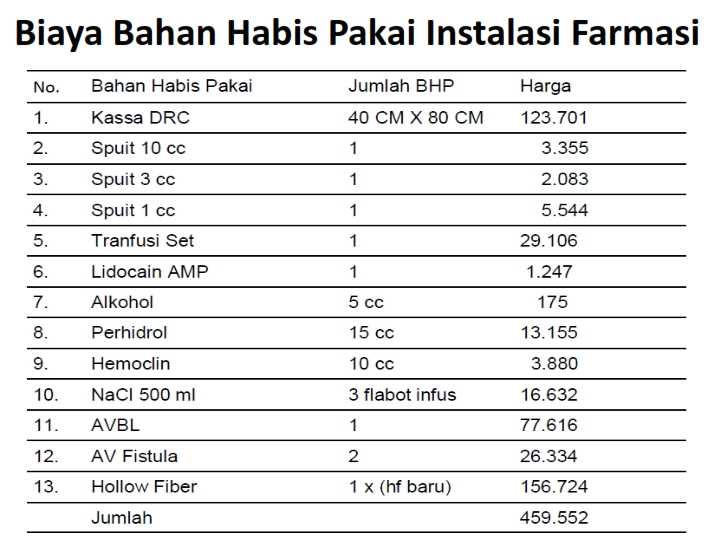 Biaya Bahan Habis Pakai Instalasi Farmasi
No. Bahan Habis Pakai Jumlah BHP Harga
1. Kassa DRC 40 CM X 80 CM 123.701
2. Spuit 10 cc 1 3.355
3. Spuit 3 cc 1 2.083
4. Spuit 1 cc 1 5.544
5. Tranfusi Set 1 29.106
6. Lidocain AMP 1 1.247
7. Alkohol 5 cc 175
8. Perhidrol 15 cc 13.155
9. Hemoclin 10 cc 3.880
10. NaCl 500 ml 3 flabot infus 16.632
11. AVBL 1 77.616
12. AV Fistula 2 26.334
13. Hollow Fiber 1 x (hf baru) 156.724
Jumlah 459.552